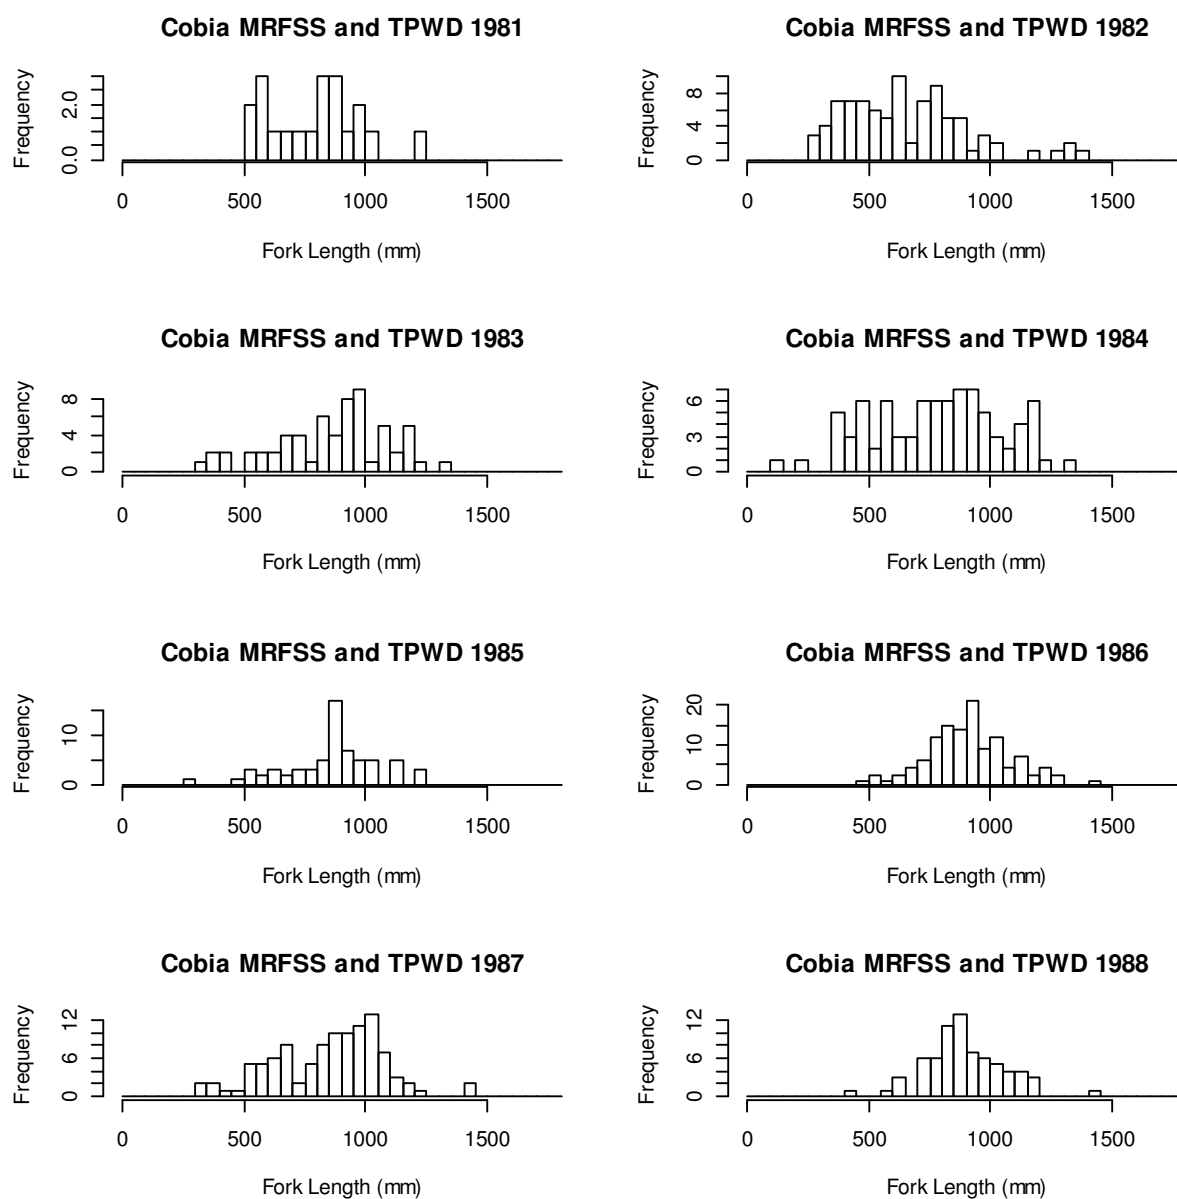 Cobia MRFSS and TPWD 1981
Frequency
0.0 2.0
0 500 1000 1500
Fork Length (mm)
Cobia MRFSS and TPWD 1982
Frequency
0 4 8
0 500 1000 1500
Fork Length (mm)
Cobia MRFSS and TPWD 1983
Frequency
0 4 8
0 500 1000 1500
Fork Length (mm)
Cobia MRFSS and TPWD 1984
Frequency
0 3 6
0 500 1000 1500
Fork Length (mm)
Cobia MRFSS and TPWD 1985
Frequency
0 10
0 500 1000 1500
Fork Length (mm)
Cobia MRFSS and TPWD 1986
Frequency
0 10 20
0 500 1000 1500
Fork Length (mm)
Cobia MRFSS and TPWD 1987
Frequency
0 6 12
0 500 1000 1500
Fork Length (mm)
Cobia MRFSS and TPWD 1988
Frequency
0 6 12
0 500 1000 1500
Fork Length (mm)